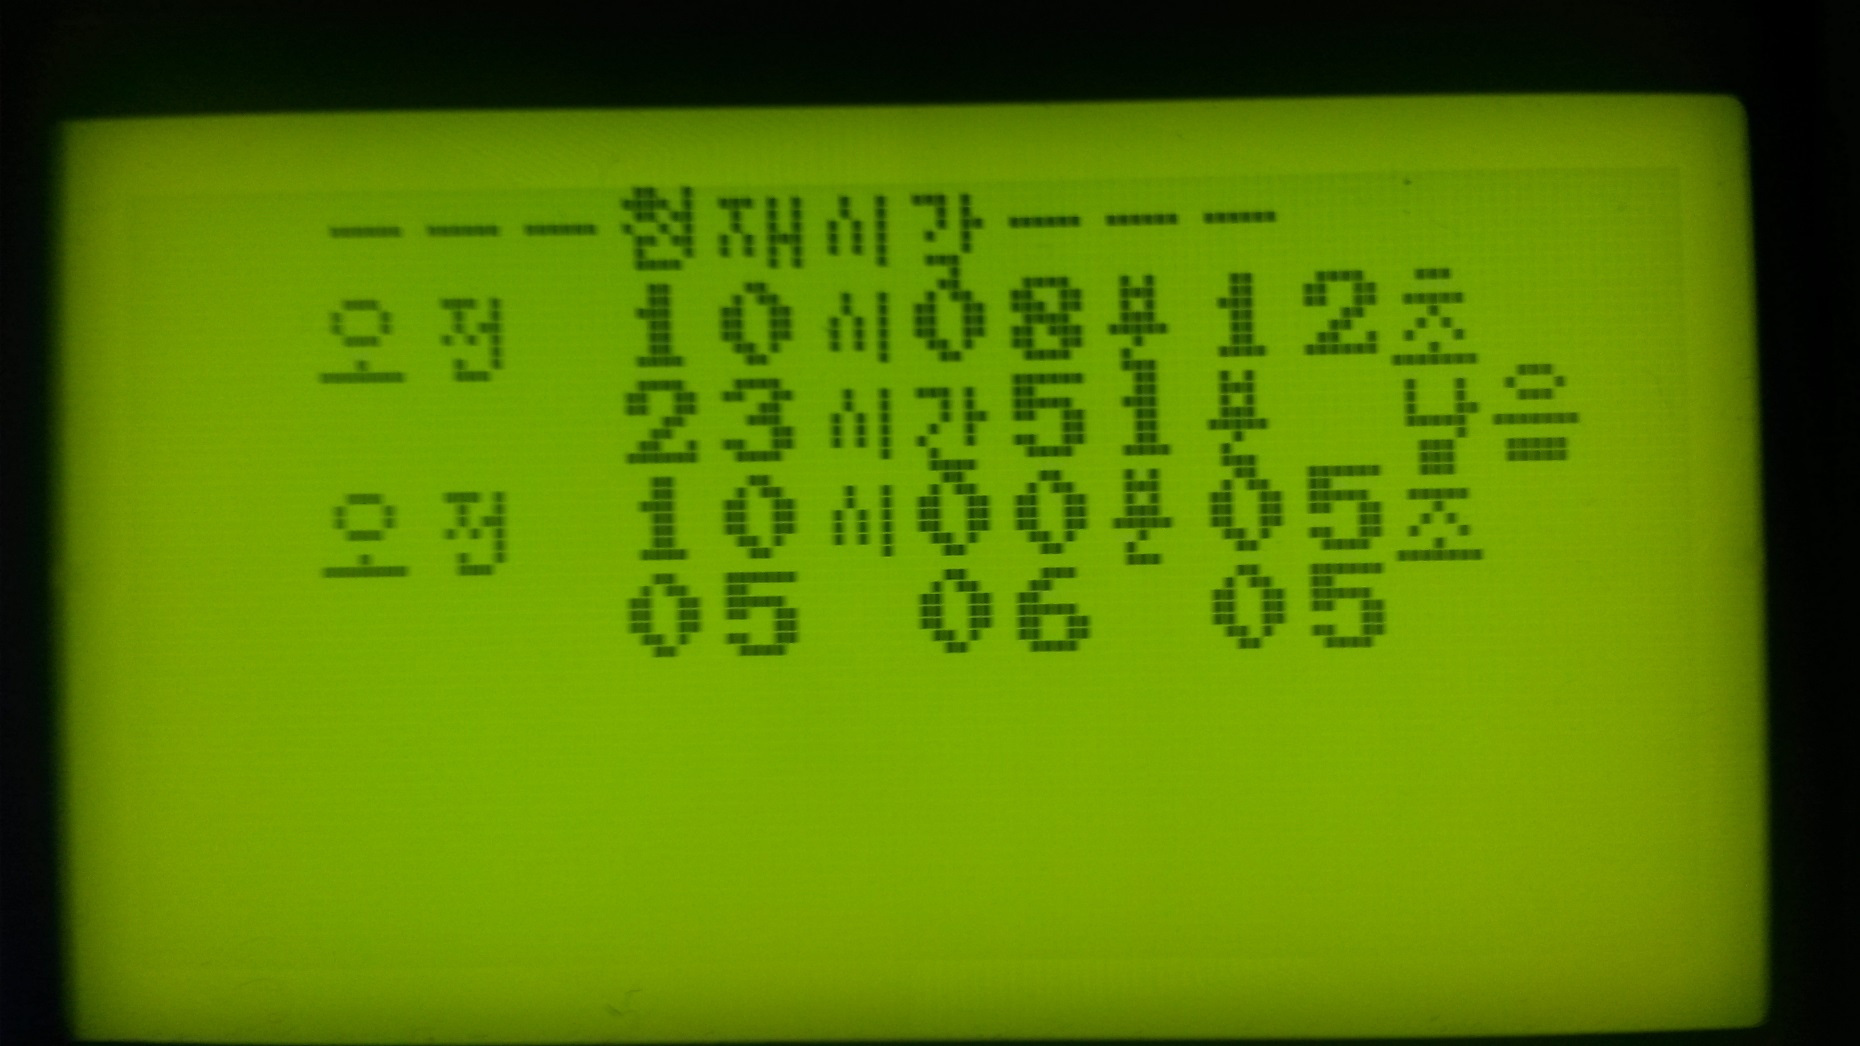 ---현재시간---
오전 10시08분12초
23시간51분 남음
오전 10시00분05초
05 06 05